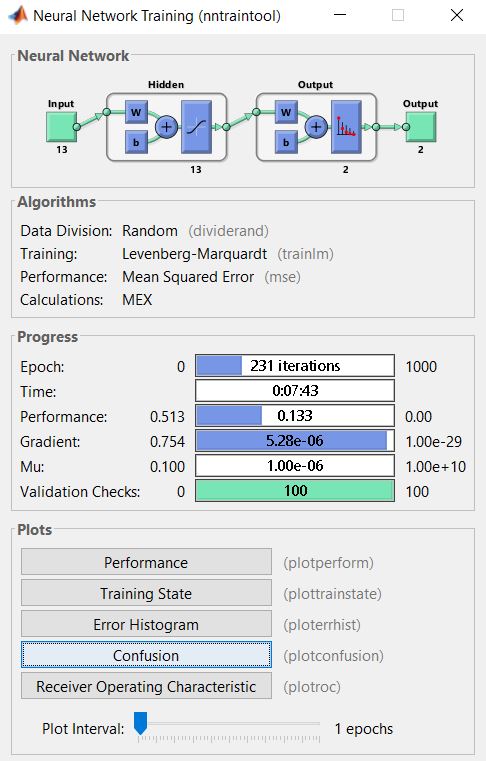 Neural Network Training (nntraintool)
Neural Network
Hidden Output
Input Output
W W
b b
13 13 2 2
Algorithms
Data Division: Random (dividerand)
Training: Levenberg-Marquardt (trainlm)
Performance: Mean Squared Error (mse)
Calculations: MEX
Progress
Epoch: 0 231 iterations 1000
Time: 0:07:43
Performance: 0.513 0.133 0.00
Gradient: 0.754 5.28e-06 1.00e-29
Mu: 0.100 1.00e-06 1.00e+10
Validation Checks: 0 100 100
Plots
Performance (plotperform)
Training State (plottrainstate)
Error Histogram (ploterrhist)
Confusion (plotconfusion)
Receiver Operating Characteristic (plotroc)
Plot Interval: 1 epochs